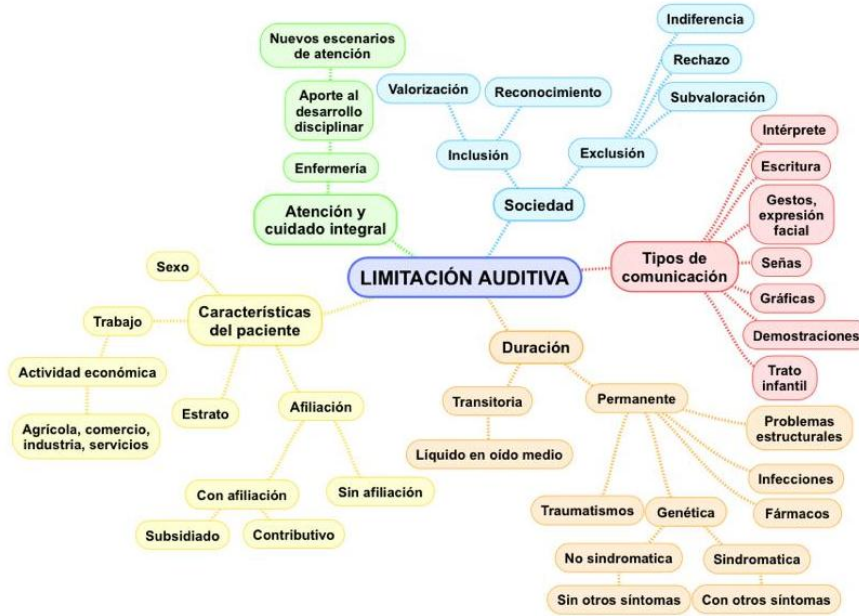 Nuevos escenarios
de atención
Aporte al
desarrollo
disciplinar
Enfermería
Atención y
cuidado integral
Indiferencia
Rechazo
Subvaloración
Valorización
Reconocimiento
Inclusión
Exclusión
Sociedad
Intérprete
Escritura
Gestos,
expresión
facial
Señas
Gráficas
Demostraciones
Trato
infantil
Tipos de
comunicación
LIMITACIÓN AUDITIVA
Sexo
Características
del paciente
Trabajo
Actividad económica
Agrícola, comercio,
industria, servicios
Estrato
Afiliación
Con afiliación
Sin afiliación
Subsidiado
Contributivo
Duración
Transitoria
Líquido en oído medio
Permanente
Problemas
estructurales
Infecciones
Fármacos
Traumatismos
Genética
No sindromatica
Sindromatica
Sin otros síntomas
Con otros síntomas